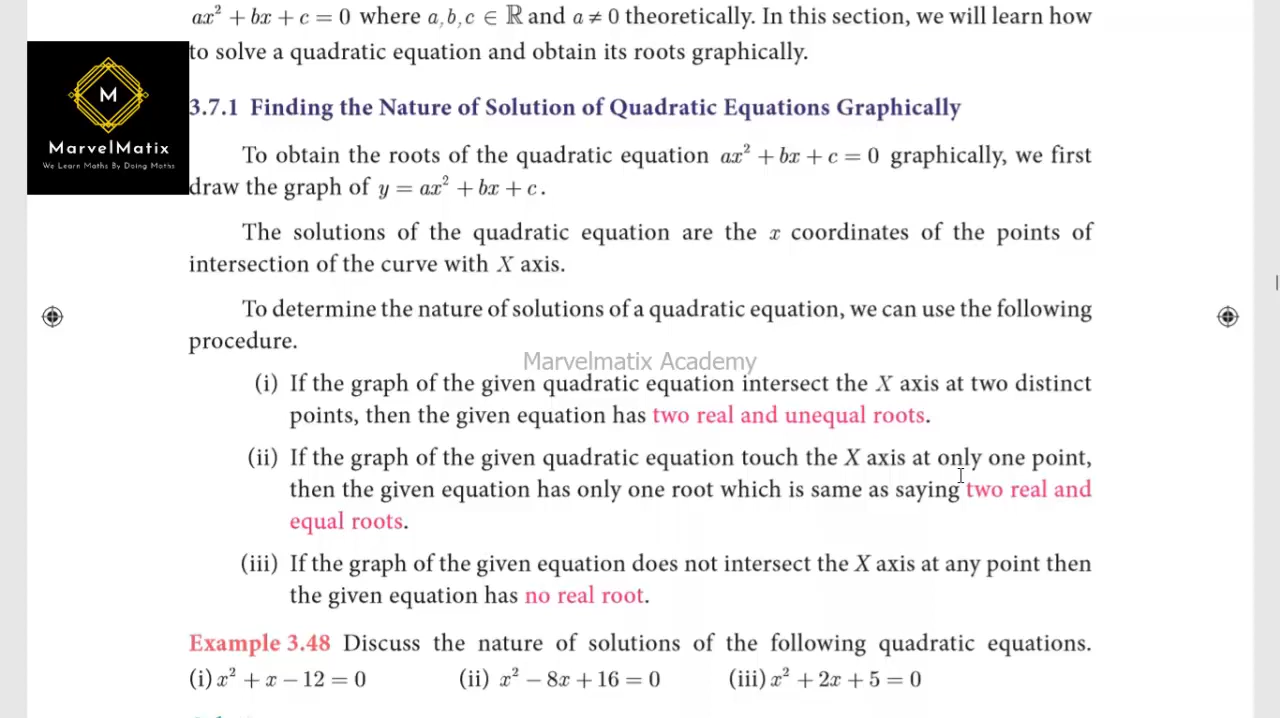 ax² + bx + c = 0 where a, b, c ∈ ℝ and a ≠ 0 theoretically. In this section, we will learn how
to solve a quadratic equation and obtain its roots graphically.
M
MarvelMatix
We Learn Maths By Doing Maths
3.7.1 Finding the Nature of Solution of Quadratic Equations Graphically
To obtain the roots of the quadratic equation ax² + bx + c = 0 graphically, we first
draw the graph of y = ax² + bx + c.
The solutions of the quadratic equation are the x coordinates of the points of
intersection of the curve with X axis.
To determine the nature of solutions of a quadratic equation, we can use the following
procedure.
Marvelmatix Academy
(i) If the graph of the given quadratic equation intersect the X axis at two distinct
points, then the given equation has two real and unequal roots.
(ii) If the graph of the given quadratic equation touch the X axis at only one point,
then the given equation has only one root which is same as saying two real and
equal roots.
(iii) If the graph of the given equation does not intersect the X axis at any point then
the given equation has no real root.
Example 3.48 Discuss the nature of solutions of the following quadratic equations.
(i) x² + x − 12 = 0 (ii) x² − 8x + 16 = 0 (iii) x² + 2x + 5 = 0